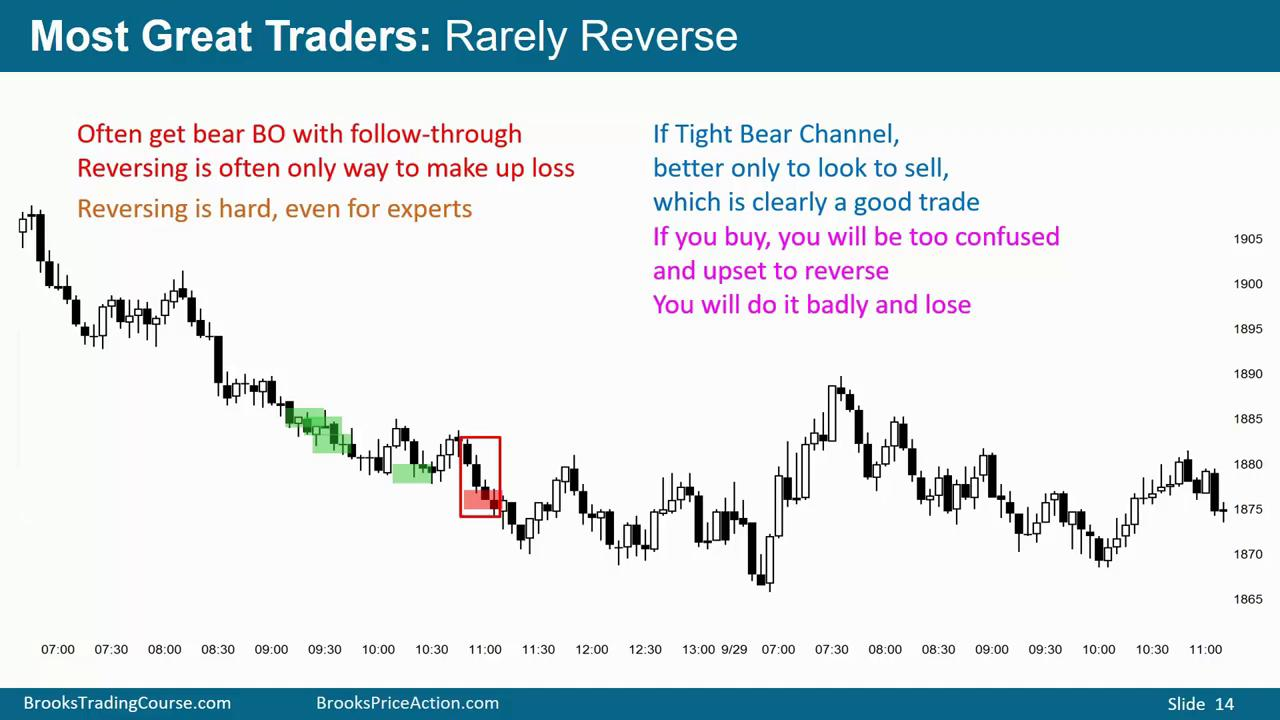 Most Great Traders: Rarely Reverse
Often get bear BO with follow-through
Reversing is often only way to make up loss
Reversing is hard, even for experts
If Tight Bear Channel,
better only to look to sell,
which is clearly a good trade
If you buy, you will be too confused
and upset to reverse
You will do it badly and lose
1905
1900
1895
1890
1885
1880
1875
1870
1865
07:00 07:30 08:00 08:30 09:00 09:30 10:00 10:30 11:00 11:30 12:00 12:30 13:00 9/29 07:00 07:30 08:00 08:30 09:00 09:30 10:00 10:30 11:00
BrooksTradingCourse.com BrooksPriceAction.com Slide 14